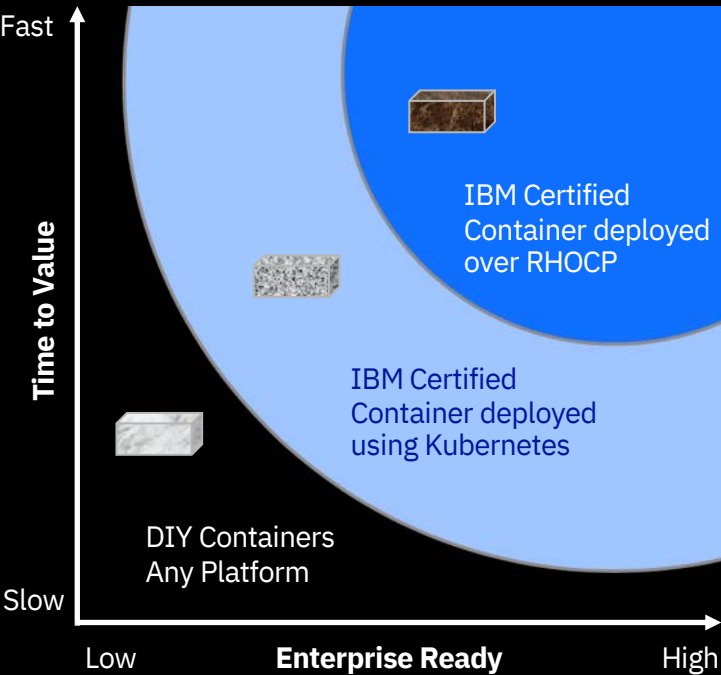 Fast
IBM Certified
Container deployed
over RHOCP
Time to Value
IBM Certified
Container deployed
using Kubernetes
DIY Containers
Any Platform
Slow
Low
Enterprise Ready
High